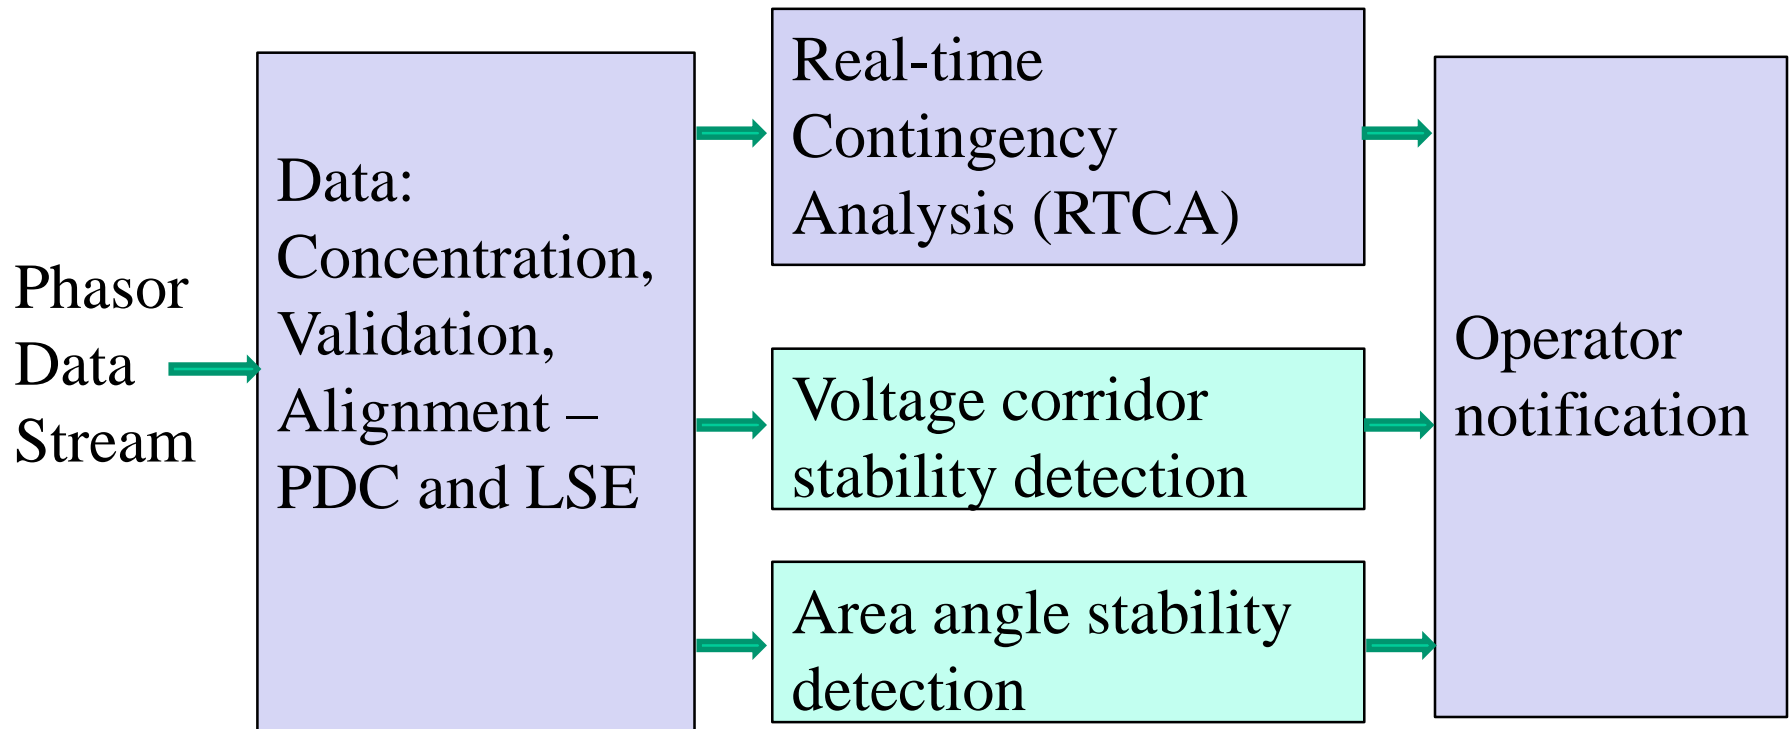 Phasor
Data
Stream
Data:
Concentration,
Validation,
Alignment –
PDC and LSE
Real-time
Contingency
Analysis (RTCA)
Voltage corridor
stability detection
Area angle stability
detection
Operator
notification